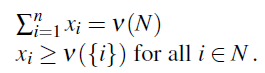 ∑ⁿᵢ₌₁ xᵢ = ν(N)
xᵢ ≥ ν({i}) for all i ∈ N.